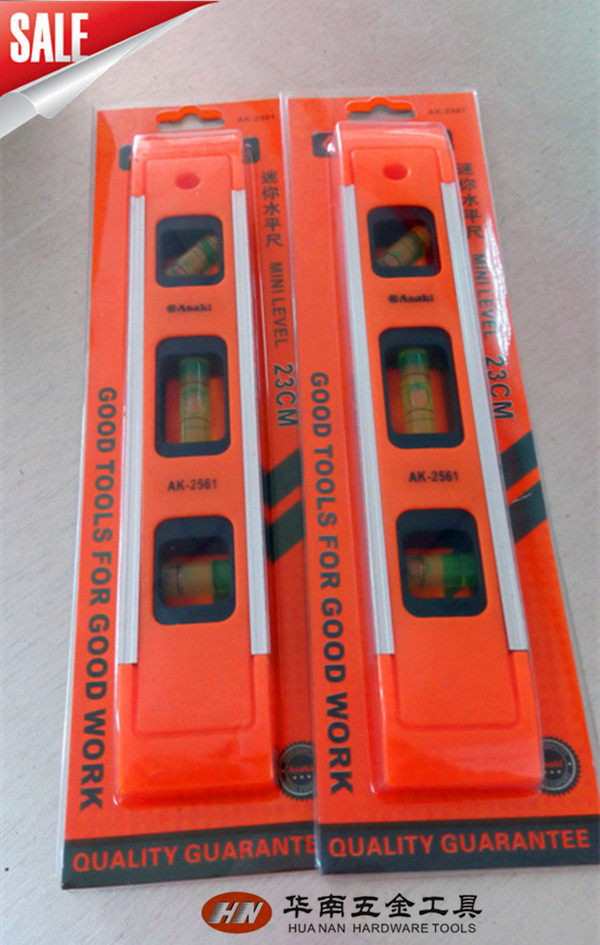 SALE
AK-2561
迷你水平尺 MINI LEVEL 23CM
Asaki
AK-2561
GOOD TOOLS FOR GOOD WORK
QUALITY GUARANTEE
AK-2561
迷你水平尺 MINI LEVEL 23CM
Asaki
AK-2561
GOOD TOOLS FOR GOOD WORK
Asaki
QUALITY GUARANTEE
HN 华南五金工具
HUA NAN HARDWARE TOOLS